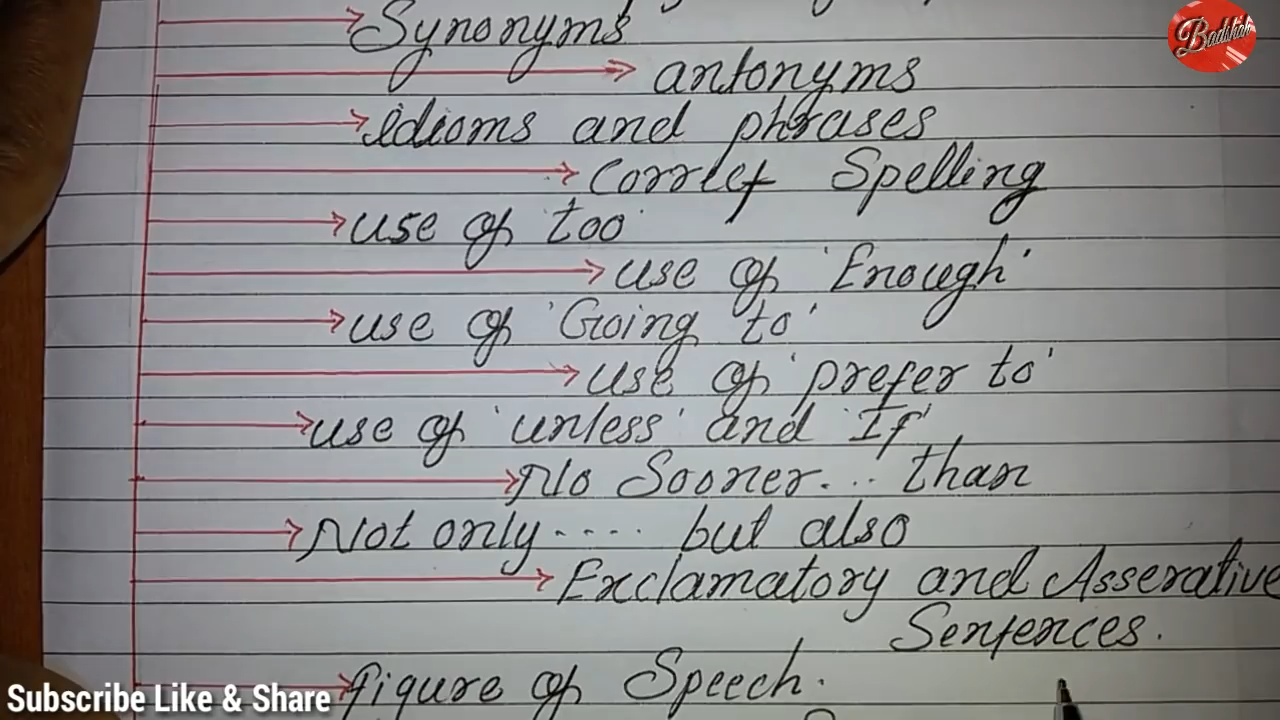 Synonyms
Badshah
antonyms
idioms and phrases
Correct Spelling
use of too
use of 'Enough'
use of 'Going to'
use of 'prefer to'
use of 'unless' and 'If'
No Sooner... than
Not only.... but also
Exclamatory and Asserative
Sentences.
figure of Speech.
Subscribe Like & Share